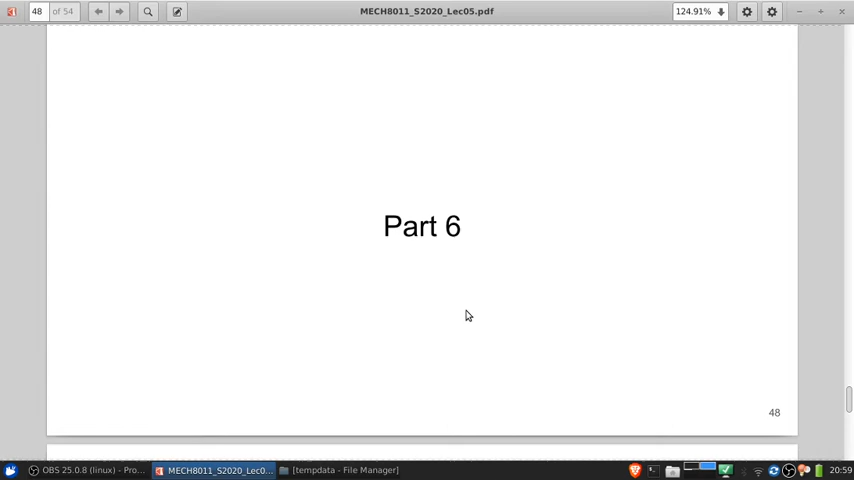 48 of 54
MECH8011_S2020_Lec05.pdf
124.91%
Part 6
48
OBS 25.0.8 (linux) - Pro...
MECH8011_S2020_Lec0...
[tempdata - File Manager]
20:59